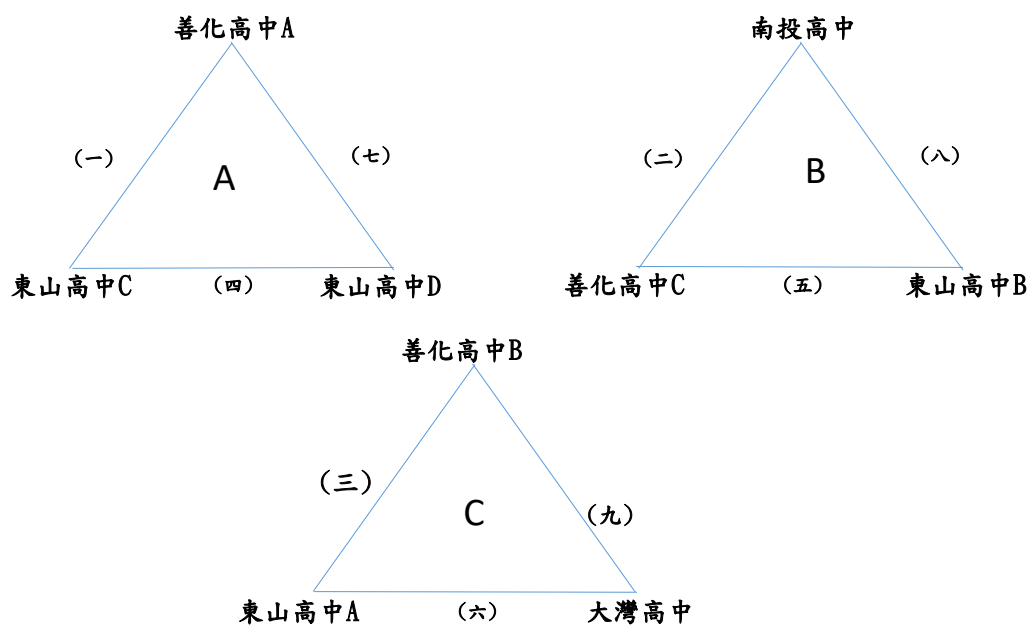 善化高中A
南投高中
(一)
(七)
A
(二)
(八)
B
東山高中C
(四)
東山高中D
善化高中C
(五)
東山高中B
善化高中B
(三)
C
(九)
東山高中A
(六)
大灣高中